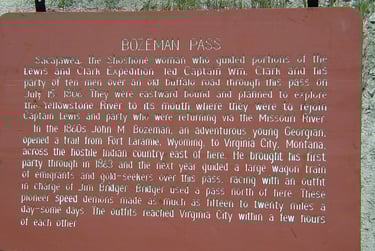 BOZEMAN PASS
Sacajawea, the Shoshone woman who guided portions of the
Lewis and Clark Expedition led Captain Wm. Clark and his
party of ten men over an old buffalo road through this pass on
July 15, 1806. They were eastward bound and planned to explore
the Yellowstone River to its mouth where they were to rejoin
Captain Lewis and party who were returning via the Missouri River.
In the 1860s John M. Bozeman, an adventurous young Georgian,
opened a trail from Fort Laramie, Wyoming, to Virginia City, Montana,
across the hostile Indian country east of here. He brought his first
party through in 1863 and the next year guided a large wagon train
of emigrants and gold-seekers over this pass, racing with an outfit
in charge of Jim Bridger. Bridger used a pass north of here. These
pioneer speed demons made as much as fifteen to twenty miles a
day-some days. The outfits reached Virginia City within a few hours
of each other